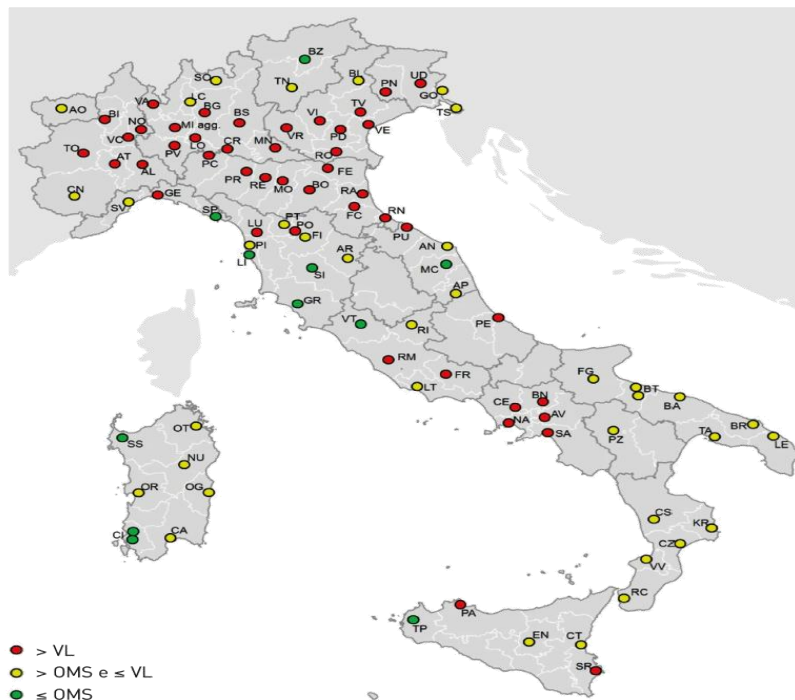 BZ
SO
TN
BL
UD
PN
GO
TS
AO
VA
LC
BG
BI
NO
MI agg.
BS
VI
TV
VE
VR
PD
VC
TO
AT
AL
PV
LO
CR
PC
MN
RO
CN
SV
GE
PR
RE
MO
BO
FE
RA
FC
RN
PU
SP
LU
PT
PO
FI
PI
LI
AR
SI
GR
AN
MC
AP
VT
RI
PE
RM
FR
LT
FG
BT
BA
CE
BN
NA
AV
SA
PZ
TA
BR
LE
OT
SS
NU
OR
OG
CI
CA
CS
KR
CZ
VV
RC
PA
TP
EN
CT
SR
> VL
> OMS e ≤ VL
≤ OMS